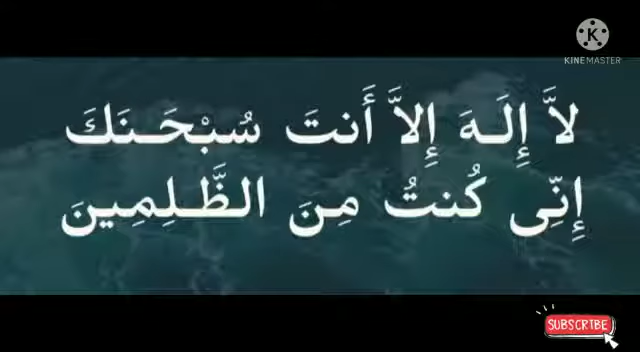 KINEMASTER
لاَّ إِلَـهَ إِلاَّ أَنتَ سُبْحَـنَكَ
إِنِّى كُنتُ مِنَ الظَّـلِمِينَ
SUBSCRIBE